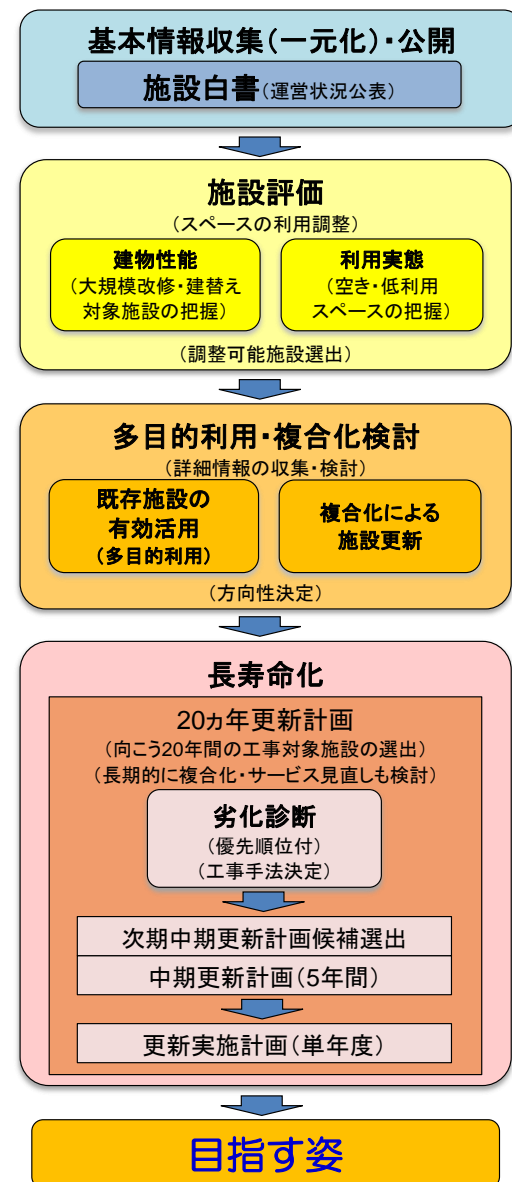 基本情報収集(一元化)・公開
施設白書(運営状況公表)
施設評価
(スペースの利用調整)
建物性能
(大規模改修・建替え
対象施設の把握)
利用実態
(空き・低利用
スペースの把握)
(調整可能施設選出)
多目的利用・複合化検討
(詳細情報の収集・検討)
既存施設の
有効活用
(多目的利用)
複合化による
施設更新
(方向性決定)
長寿命化
20ヵ年更新計画
(向こう20年間の工事対象施設の選出)
(長期的に複合化・サービス見直しも検討)
劣化診断
(優先順位付)
(工事手法決定)
次期中期更新計画候補選出
中期更新計画(5年間)
更新実施計画(単年度)
目指す姿